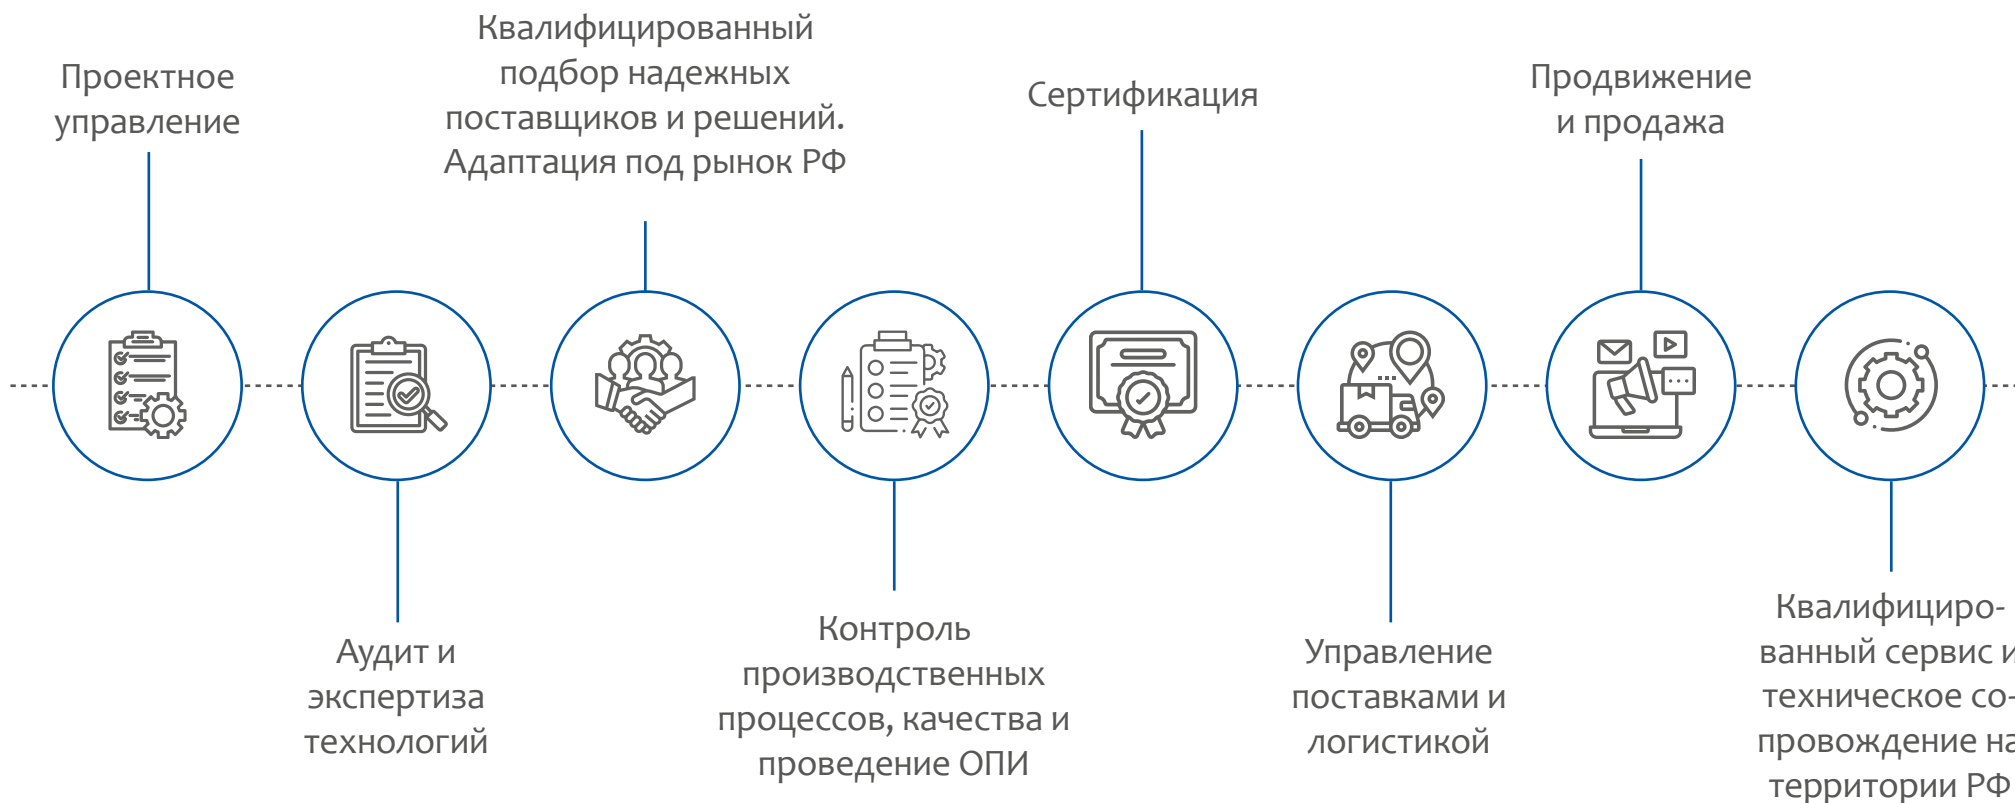 Проектное
управление
Аудит и
экспертиза
технологий
Квалифицированный
подбор надежных
поставщиков и решений.
Адаптация под рынок РФ
Контроль
производственных
процессов, качества и
проведение ОПИ
Сертификация
Управление
поставками и
логистикой
Продвижение
и продажа
Квалифициро-
ванный сервис и
техническое со-
провождение на
территории РФ